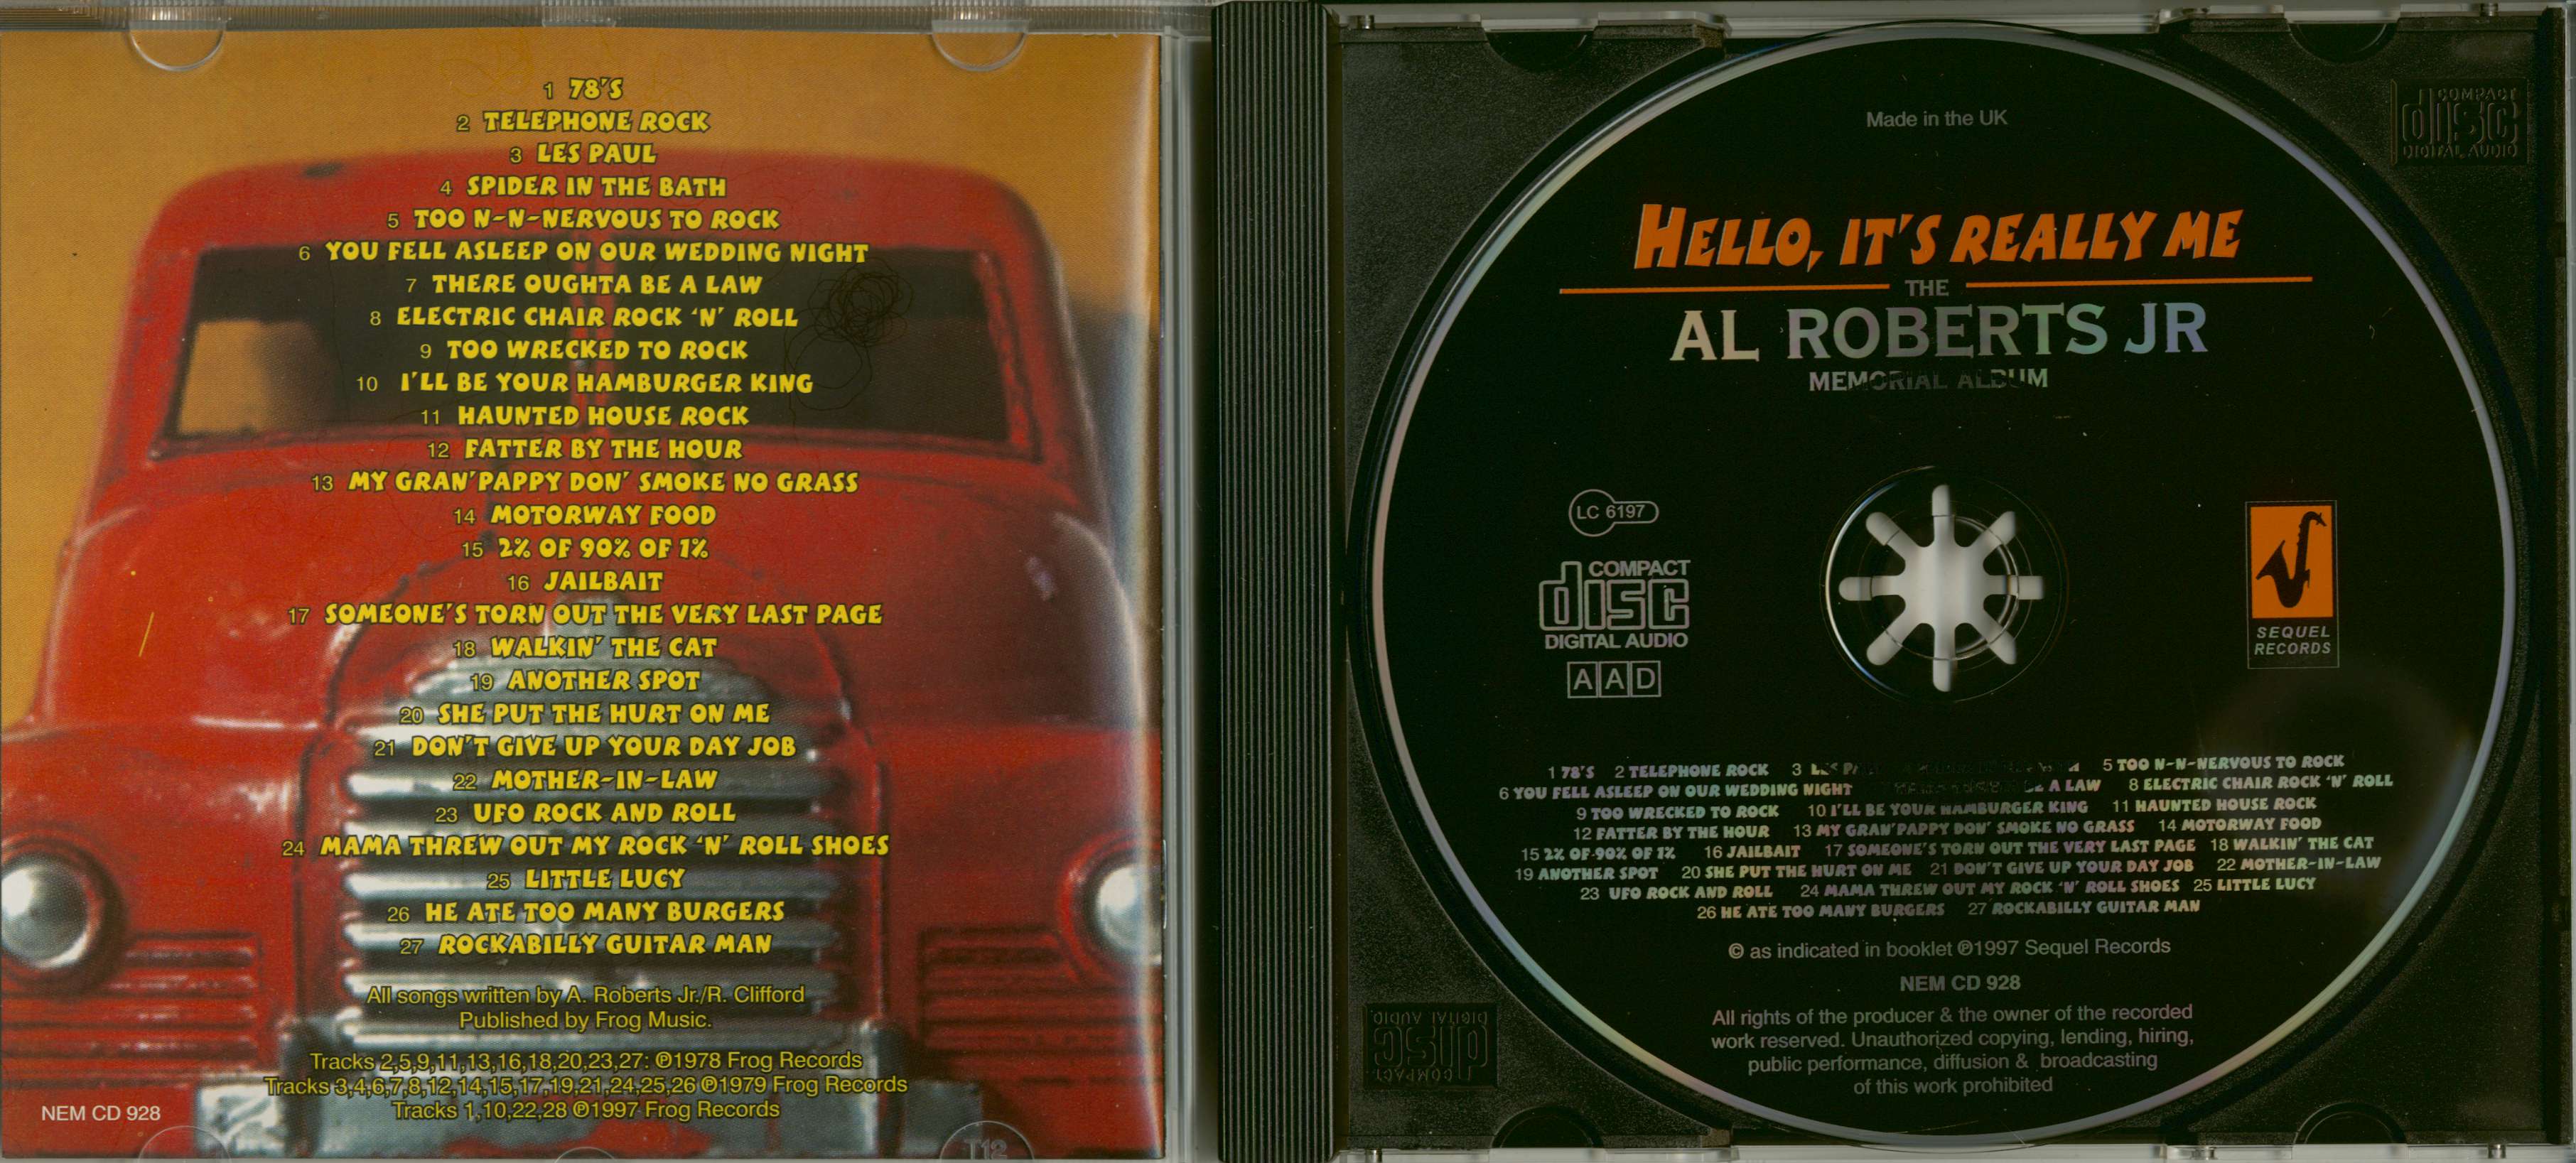 1 78'S
2 TELEPHONE ROCK
3 LES PAUL
4 SPIDER IN THE BATH
5 TOO N-N-NERVOUS TO ROCK
6 YOU FELL ASLEEP ON OUR WEDDING NIGHT
7 THERE OUGHTA BE A LAW
8 ELECTRIC CHAIR ROCK 'N' ROLL
9 TOO WRECKED TO ROCK
10 I'LL BE YOUR HAMBURGER KING
11 HAUNTED HOUSE ROCK
12 FATTER BY THE HOUR
13 MY GRAN'PAPPY DON' SMOKE NO GRASS
14 MOTORWAY FOOD
15 2% OF 90% OF 1%
16 JAILBAIT
17 SOMEONE'S TORN OUT THE VERY LAST PAGE
18 WALKIN' THE CAT
19 ANOTHER SPOT
20 SHE PUT THE HURT ON ME
21 DON'T GIVE UP YOUR DAY JOB
22 MOTHER-IN-LAW
23 UFO ROCK AND ROLL
24 MAMA THREW OUT MY ROCK 'N' ROLL SHOES
25 LITTLE LUCY
26 HE ATE TOO MANY BURGERS
27 ROCKABILLY GUITAR MAN
All songs written by A. Roberts Jr./R. Clifford
Published by Frog Music.
Tracks 2,5,9,11,13,16,18,20,23,27: ℗1978 Frog Records
Tracks 3,4,6,7,8,12,14,15,17,19,21,24,25,26 ℗1979 Frog Records
Tracks 1,10,22,28 ℗1997 Frog Records
NEM CD 928
T12
COMPACT
disc
DIGITAL AUDIO
Made in the UK
HELLO, IT'S REALLY ME
THE
AL ROBERTS JR
MEMORIAL ALBUM
LC 6197
COMPACT
disc
DIGITAL AUDIO
AAD
SEQUEL
RECORDS
1 78'S 2 TELEPHONE ROCK 3 5 TOO N-N-NERVOUS TO ROCK
6 YOU FELL ASLEEP ON OUR WEDDING NIGHT A LAW 8 ELECTRIC CHAIR ROCK 'N' ROLL
9 TOO WRECKED TO ROCK 10 I'LL BE YOUR HAMBURGER KING 11 HAUNTED HOUSE ROCK
12 FATTER BY THE HOUR 13 MY GRAN'PAPPY DON' SMOKE NO GRASS 14 MOTORWAY FOOD
15 2% OF 90% OF 1% 16 JAILBAIT 17 SOMEONE'S TORN OUT THE VERY LAST PAGE 18 WALKIN' THE CAT
19 ANOTHER SPOT 20 SHE PUT THE HURT ON ME 21 DON'T GIVE UP YOUR DAY JOB 22 MOTHER-IN-LAW
23 UFO ROCK AND ROLL 24 MAMA THREW OUT MY ROCK 'N' ROLL SHOES 25 LITTLE LUCY
26 HE ATE TOO MANY BURGERS 27 ROCKABILLY GUITAR MAN
© as indicated in booklet ℗1997 Sequel Records
NEM CD 928
All rights of the producer & the owner of the recorded
work reserved. Unauthorized copying, lending, hiring,
public performance, diffusion & broadcasting
of this work prohibited
COMPACT
disc
DIGITAL AUDIO